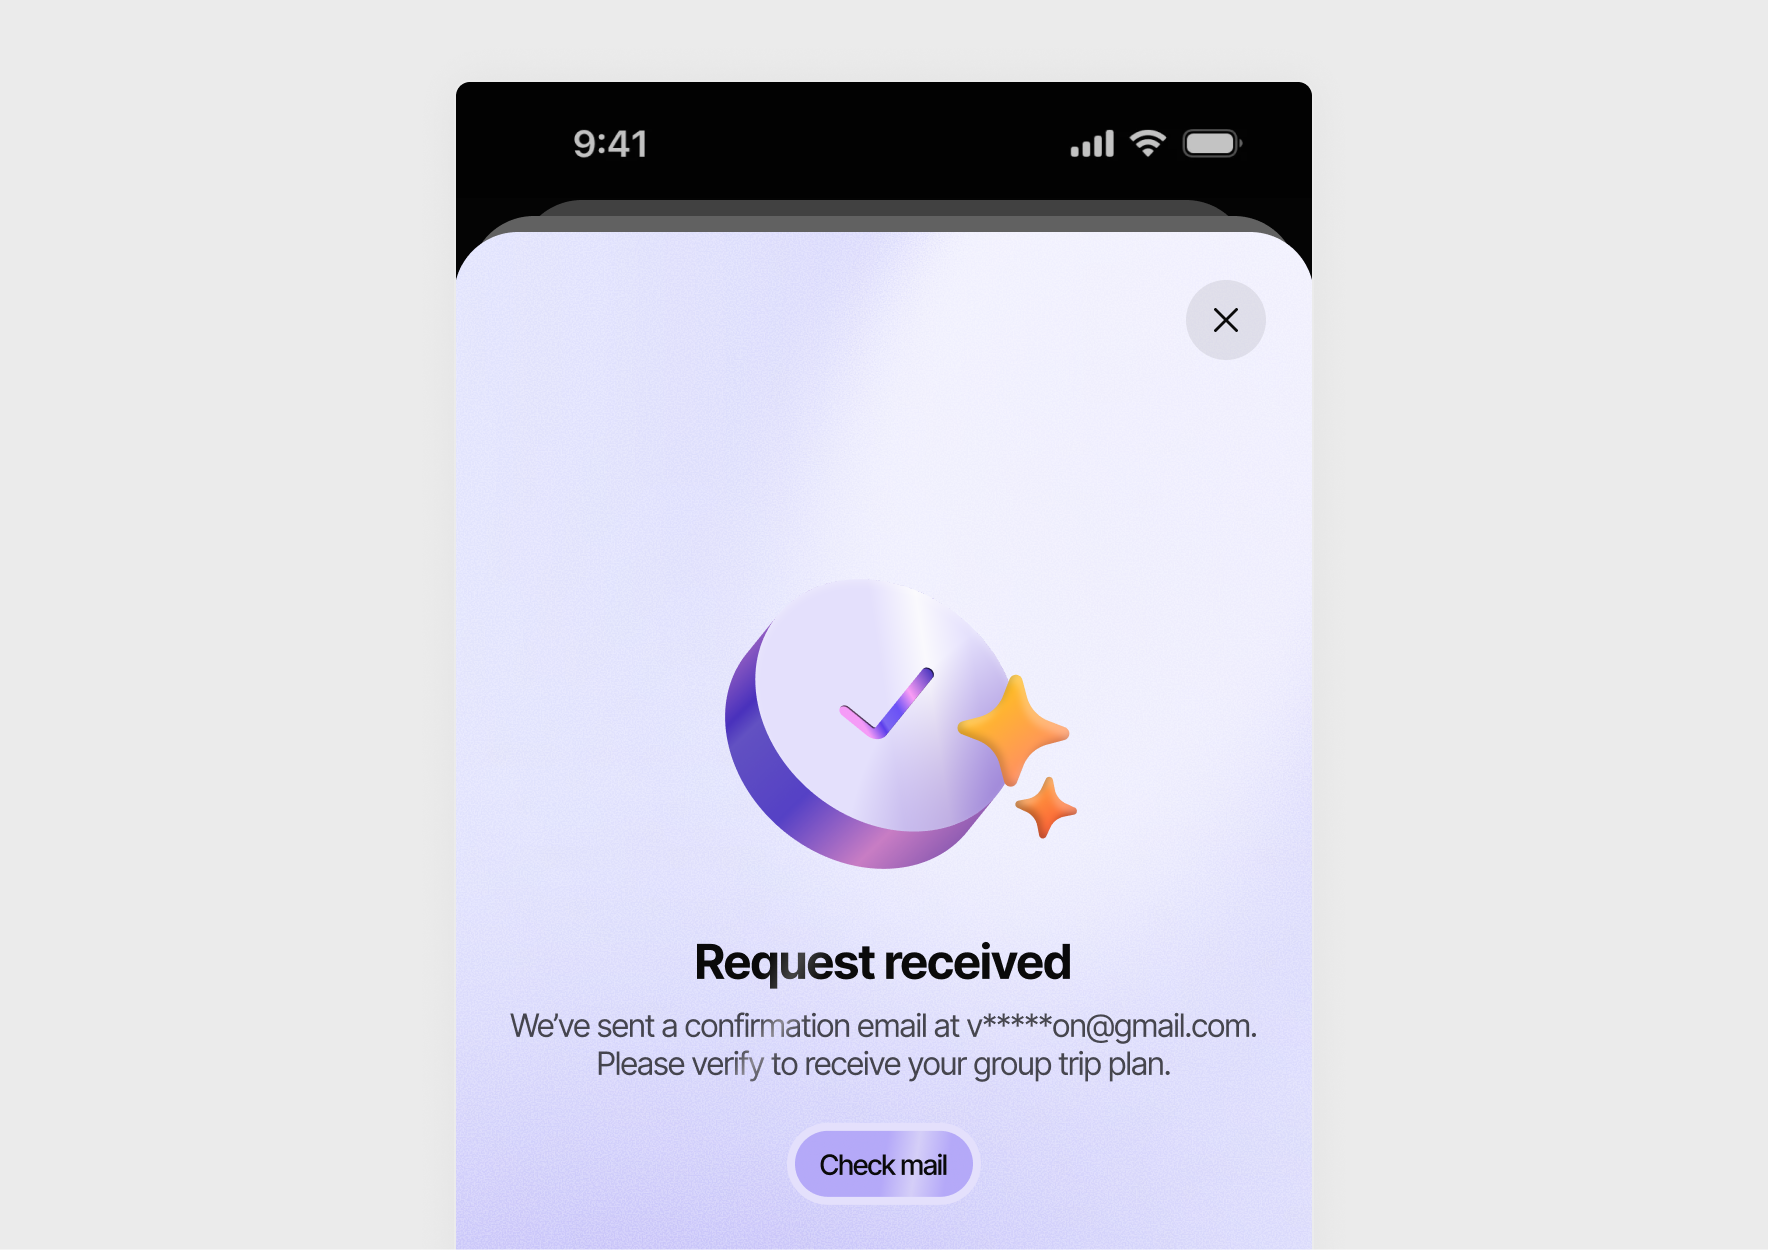 9:41
Request received
We’ve sent a confirmation email at v*****on@gmail.com.
Please verify to receive your group trip plan.
Check mail